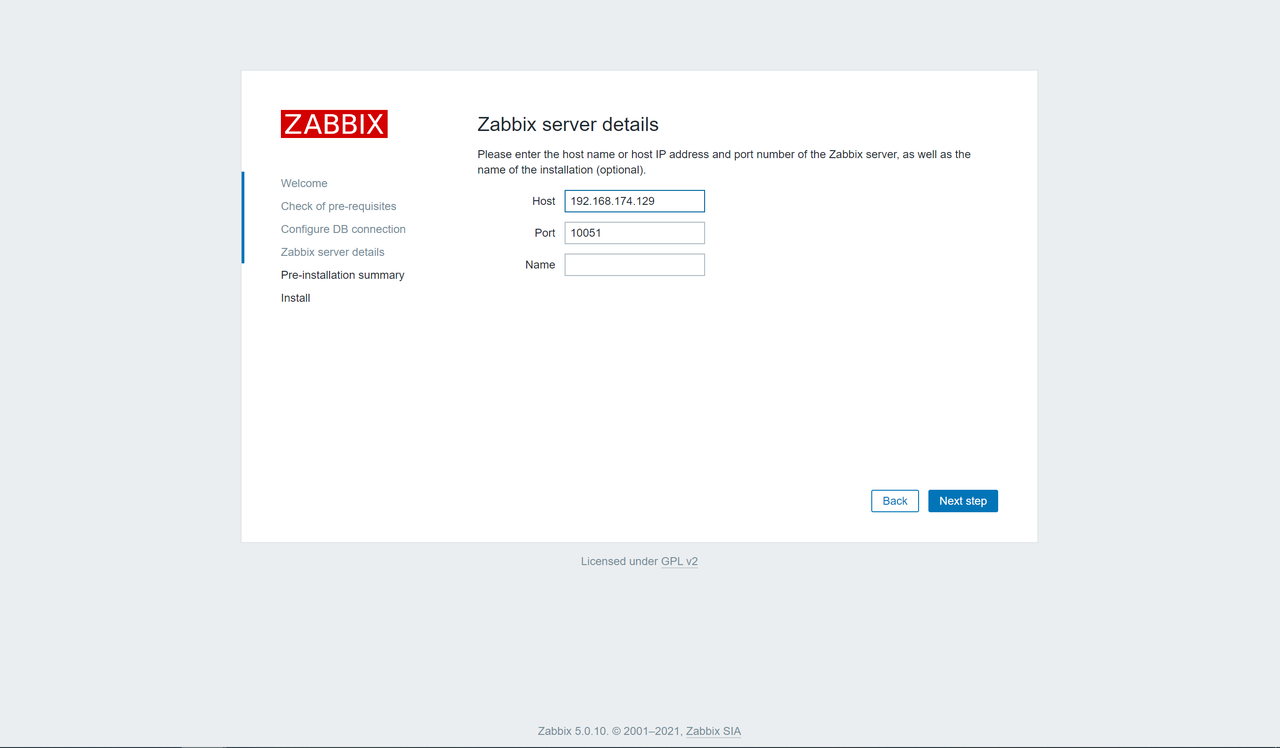 ZABBIX
Welcome
Check of pre-requisites
Configure DB connection
Zabbix server details
Pre-installation summary
Install
Zabbix server details
Please enter the host name or host IP address and port number of the Zabbix server, as well as the
name of the installation (optional).
Host 192.168.174.129
Port 10051
Name
Back Next step
Licensed under GPL v2
Zabbix 5.0.10. © 2001–2021, Zabbix SIA